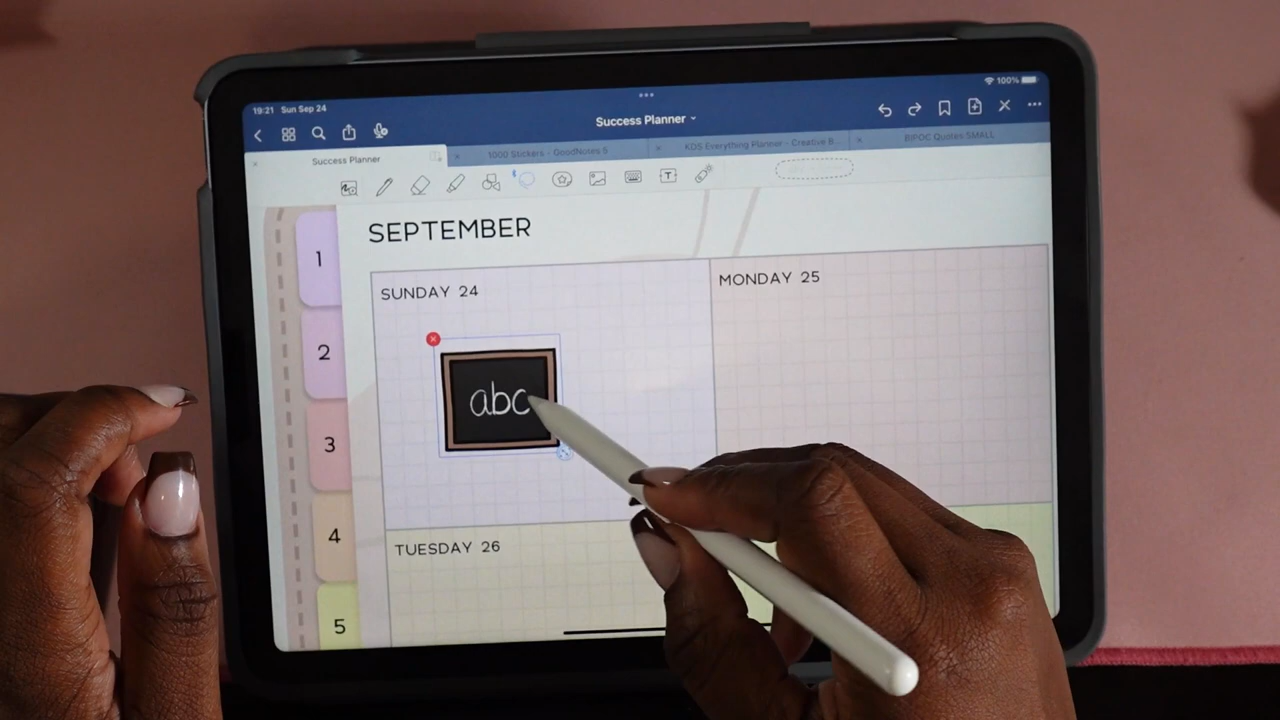 19:21 Sun Sep 24
100%
Success Planner
Success Planner
1000 Stickers - GoodNotes 5
KDS Everything Planner - Creative B...
BIPOC Quotes SMALL
T
SEPTEMBER
1
2
3
4
5
SUNDAY 24
MONDAY 25
abc
TUESDAY 26